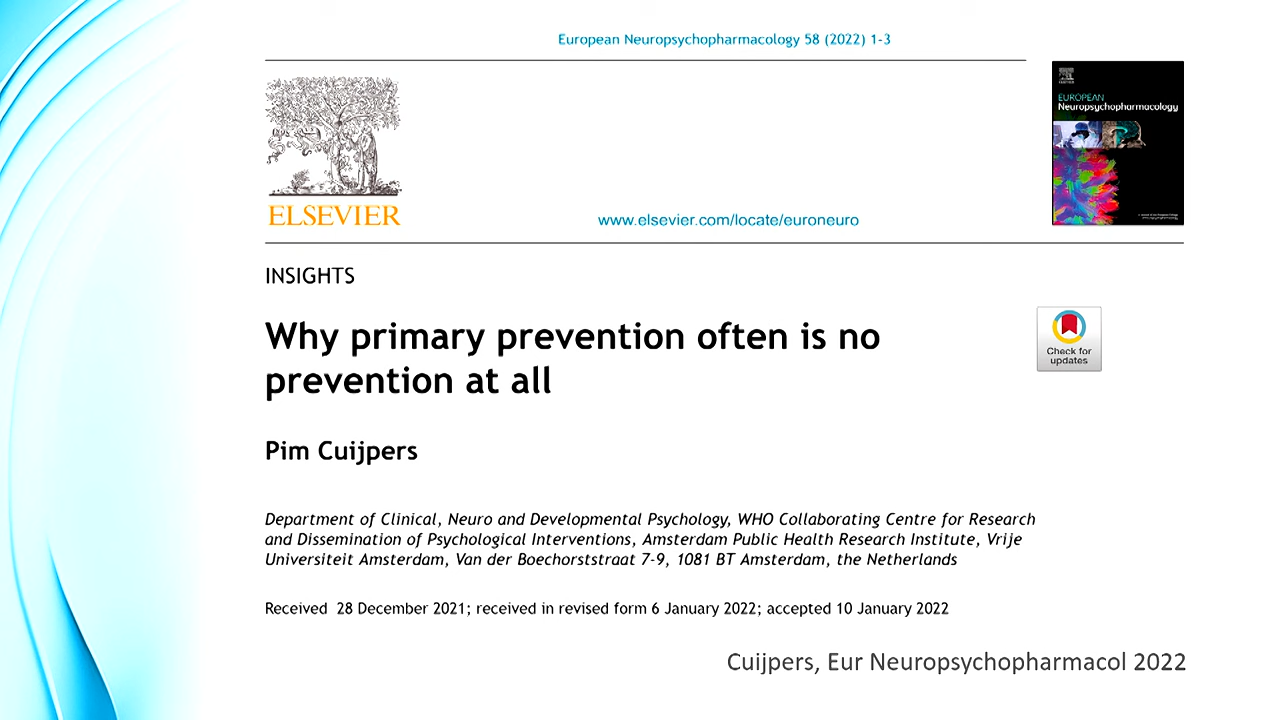 European Neuropsychopharmacology 58 (2022) 1-3
ELSEVIER
www.elsevier.com/locate/euroneuro
ELSEVIER
EUROPEAN
Neuropsychopharmacology
INSIGHTS
Why primary prevention often is no
prevention at all
Check for
updates
Pim Cuijpers
Department of Clinical, Neuro and Developmental Psychology, WHO Collaborating Centre for Research
and Dissemination of Psychological Interventions, Amsterdam Public Health Research Institute, Vrije
Universiteit Amsterdam, Van der Boechorststraat 7-9, 1081 BT Amsterdam, the Netherlands
Received 28 December 2021; received in revised form 6 January 2022; accepted 10 January 2022
Cuijpers, Eur Neuropsychopharmacol 2022